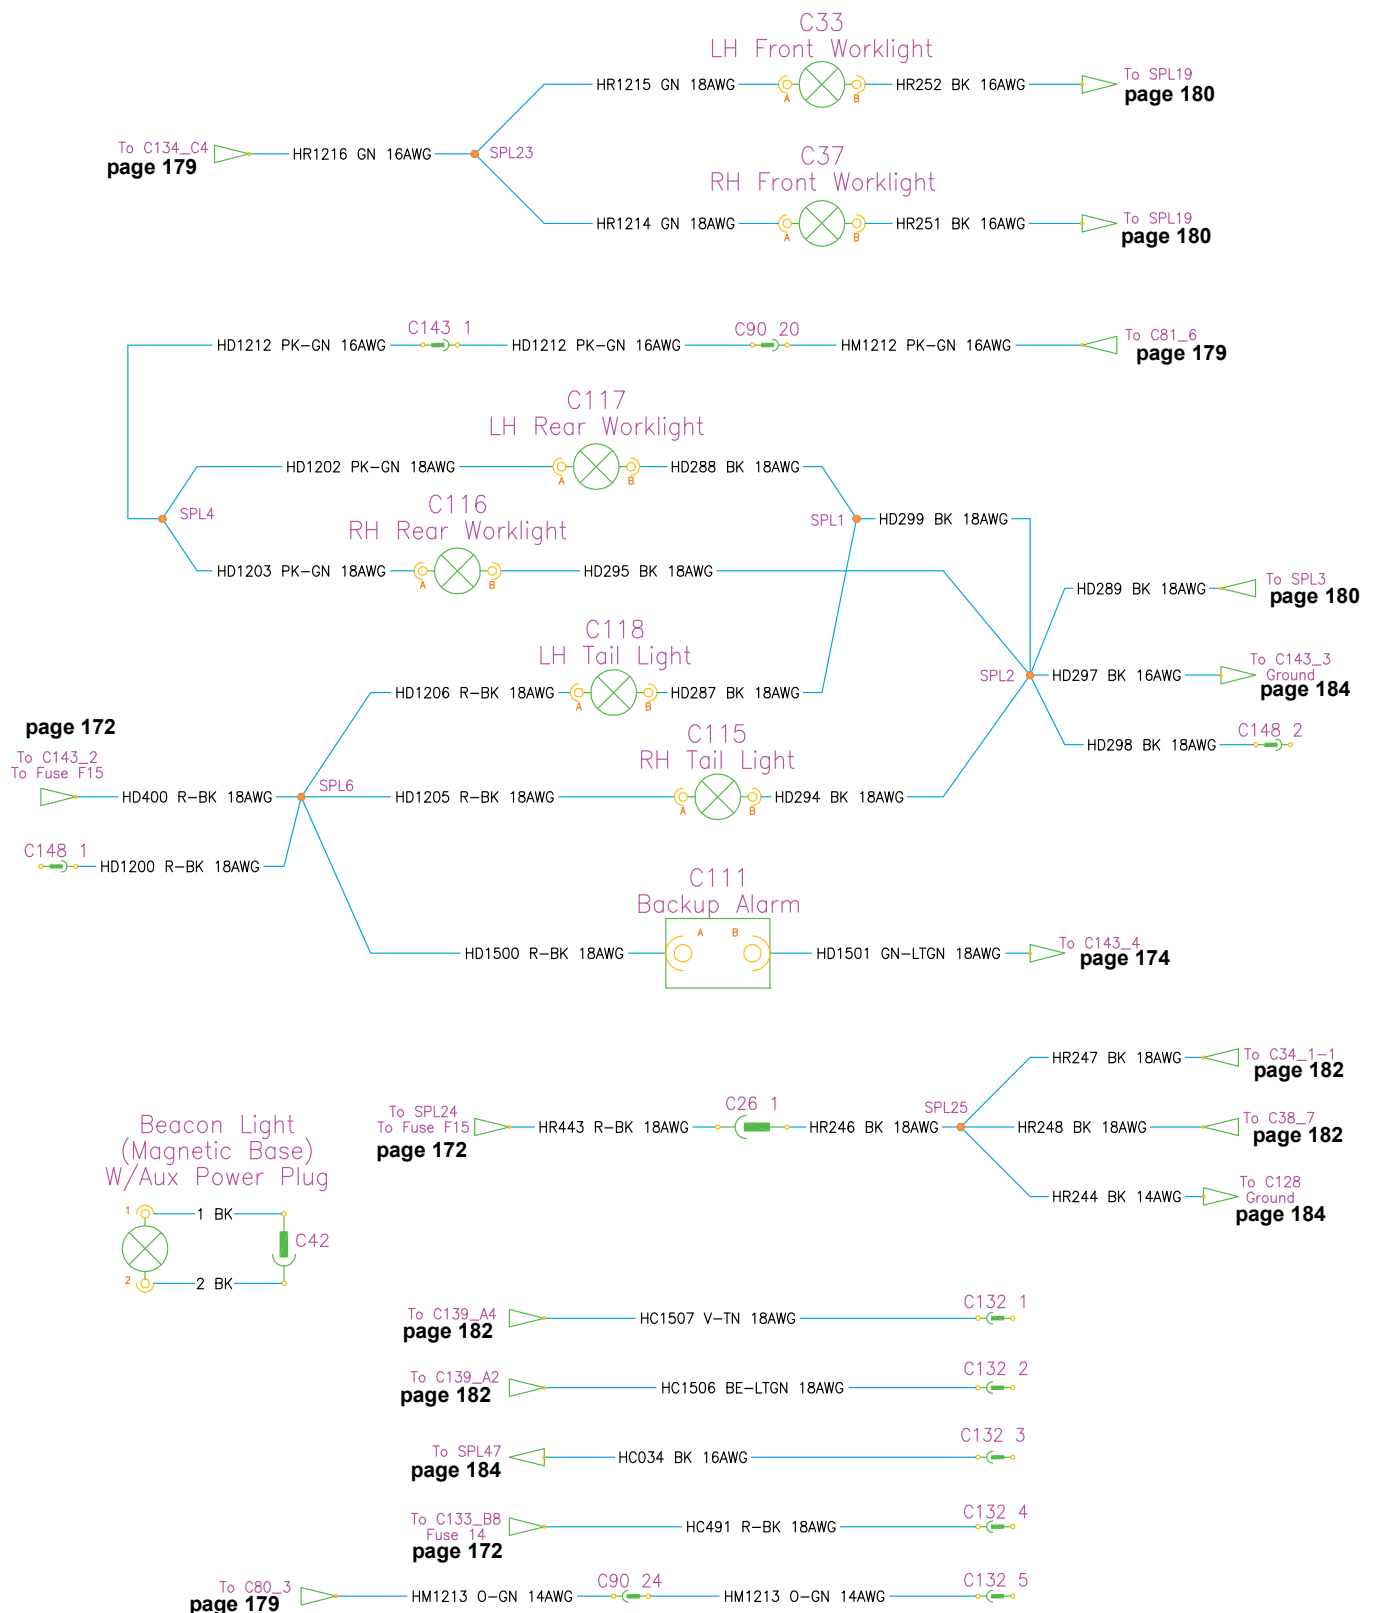 C33
LH Front Worklight
To SPL19
page 180
HR1215 GN 18AWG
A
B
HR252 BK 16AWG
To C134_C4
page 179
HR1216 GN 16AWG
SPL23
C37
RH Front Worklight
HR1214 GN 18AWG
A
B
HR251 BK 16AWG
To SPL19
page 180
HD1212 PK-GN 16AWG
C143 1
HD1212 PK-GN 16AWG
C90 20
HM1212 PK-GN 16AWG
To C81_6
page 179
C117
LH Rear Worklight
HD1202 PK-GN 18AWG
A
B
HD288 BK 18AWG
SPL4
C116
RH Rear Worklight
SPL1
HD299 BK 18AWG
HD1203 PK-GN 18AWG
A
B
HD295 BK 18AWG
HD289 BK 18AWG
To SPL3
page 180
C118
LH Tail Light
HD1206 R-BK 18AWG
A
B
HD287 BK 18AWG
SPL2
HD297 BK 16AWG
To C143_3
Ground
page 184
page 172
To C143_2
To Fuse F15
C115
RH Tail Light
HD298 BK 18AWG
C148 2
HD400 R-BK 18AWG
SPL6
HD1205 R-BK 18AWG
A
B
HD294 BK 18AWG
C148 1
HD1200 R-BK 18AWG
C111
Backup Alarm
A
B
HD1500 R-BK 18AWG
HD1501 GN-LTGN 18AWG
To C143_4
page 174
HR247 BK 18AWG
To C34_1-1
page 182
To SPL24
To Fuse F15
page 172
HR443 R-BK 18AWG
C26 1
HR246 BK 18AWG
SPL25
HR248 BK 18AWG
To C38_7
page 182
HR244 BK 14AWG
To C128
Ground
page 184
Beacon Light
(Magnetic Base)
W/Aux Power Plug
1
1 BK
C42
2
2 BK
To C139_A4
page 182
HC1507 V-TN 18AWG
C132 1
To C139_A2
page 182
HC1506 BE-LTGN 18AWG
C132 2
To SPL47
page 184
HC034 BK 16AWG
C132 3
To C133_B8
Fuse 14
page 172
HC491 R-BK 18AWG
C132 4
To C80_3
page 179
HM1213 O-GN 14AWG
C90 24
HM1213 O-GN 14AWG
C132 5